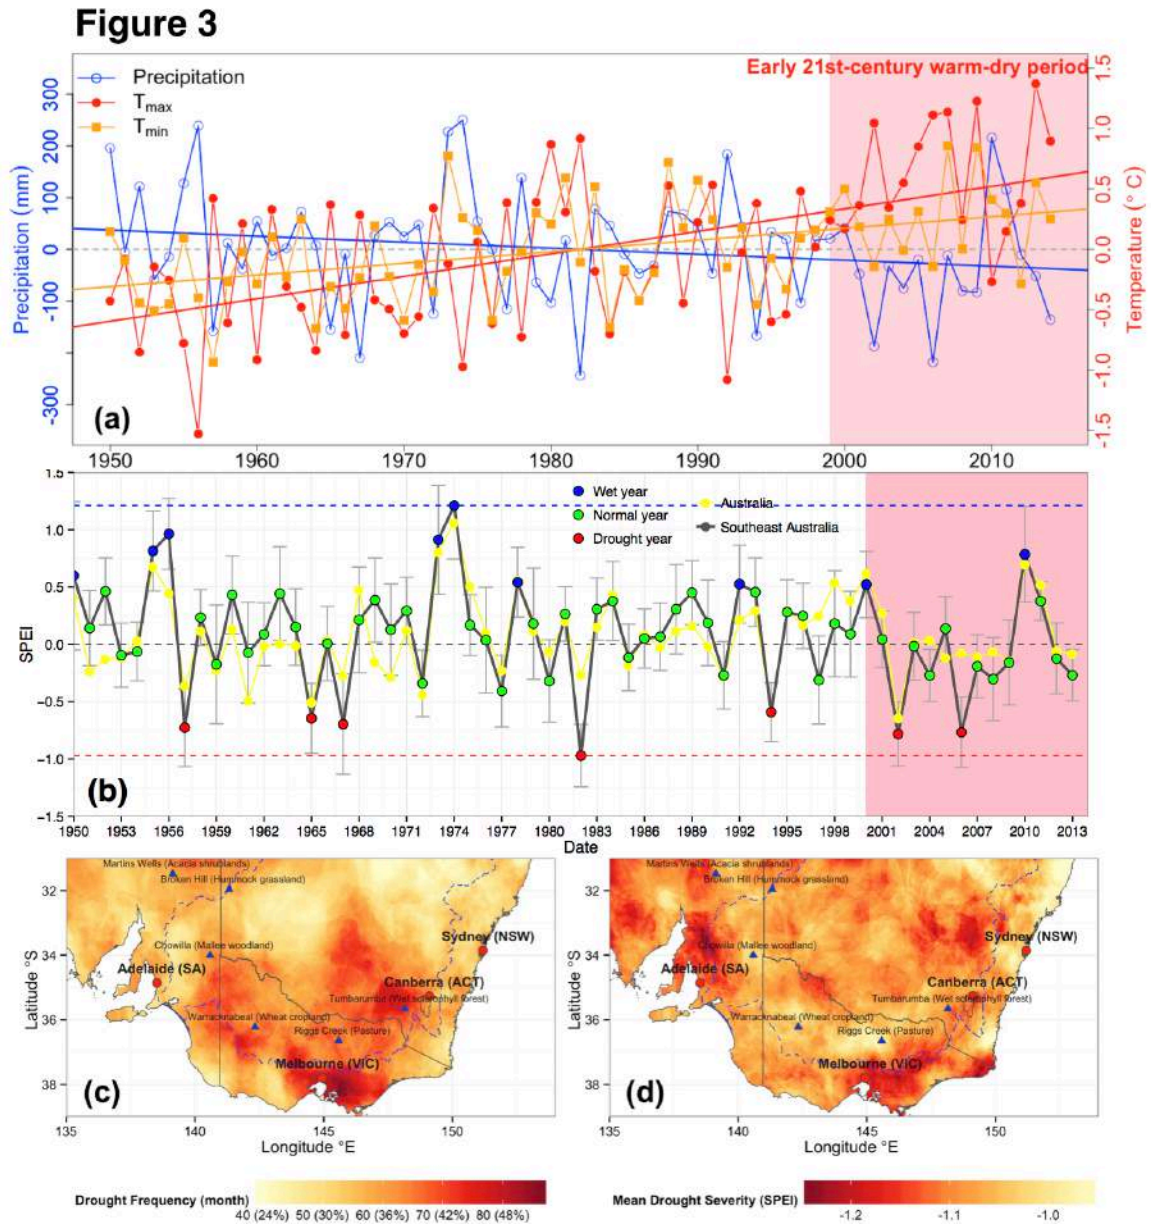 Figure 3
Early 21st-century warm-dry period
Precipitation
Tmax
Tmin
Precipitation (mm)
300
200
100
0
-100
-300
Temperature (° C)
1.5
1.0
0.5
0.0
-0.5
-1.0
-1.5
(a)
1950 1960 1970 1980 1990 2000 2010
Wet year
Normal year
Drought year
Australia
Southeast Australia
SPEI
1.5
1.0
0.5
0.0
-0.5
-1.0
-1.5
(b)
1950 1953 1956 1959 1962 1965 1968 1971 1974 1977 1980 1983 1986 1989 1992 1995 1998 2001 2004 2007 2010 2013
Date
Martins Wells (Acacia shrublands)
Broken Hill (Hummock grassland)
Chowilla (Mallee woodland)
Sydney (NSW)
Adelaide (SA)
Canberra (ACT)
Tumbarumba (Wet sclerophyll forest)
Warracknabeal (Wheat cropland)
Riggs Creek (Pasture)
Melbourne (VIC)
(c)
Latitude °S
32
34
36
38
135 140 145 150
Longitude °E
Martins Wells (Acacia shrublands)
Broken Hill (Hummock grassland)
Chowilla (Mallee woodland)
Sydney (NSW)
Adelaide (SA)
Canberra (ACT)
Tumbarumba (Wet sclerophyll forest)
Warracknabeal (Wheat cropland)
Riggs Creek (Pasture)
Melbourne (VIC)
(d)
Latitude °S
32
34
36
38
135 140 145 150
Longitude °E
Drought Frequency (month)
40 (24%) 50 (30%) 60 (36%) 70 (42%) 80 (48%)
Mean Drought Severity (SPEI)
-1.2 -1.1 -1.0